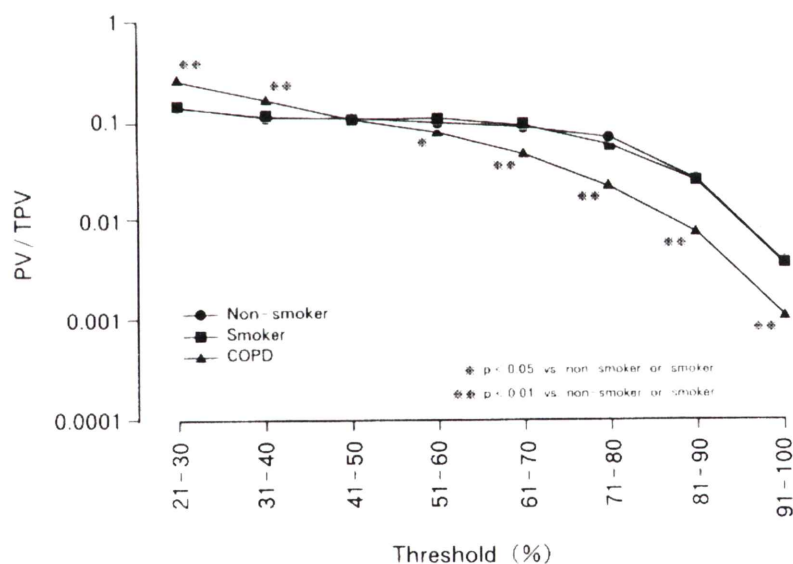 1
0.1
0.01
0.001
0.0001
PV/TPV
Non-smoker
Smoker
COPD
* p<0.05 vs non smoker or smoker
** p<0.01 vs non smoker or smoker
**
**
*
**
**
**
**
21-30
31-40
41-50
51-60
61-70
71-80
81-90
91-100
Threshold (%)